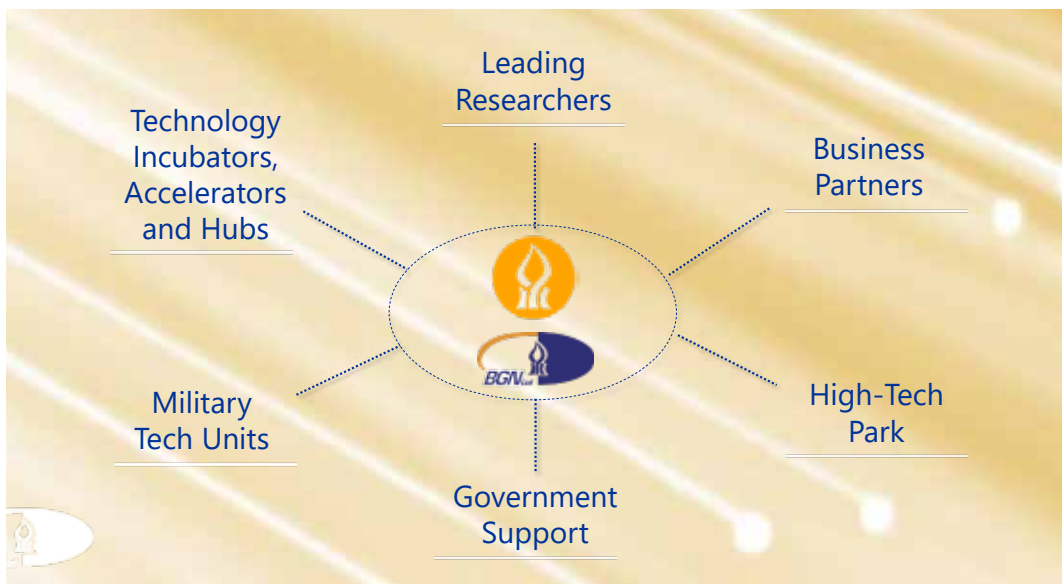 Leading
Researchers
Technology
Incubators,
Accelerators
and Hubs
Business
Partners
BGN
Military
Tech Units
High-Tech
Park
Government
Support